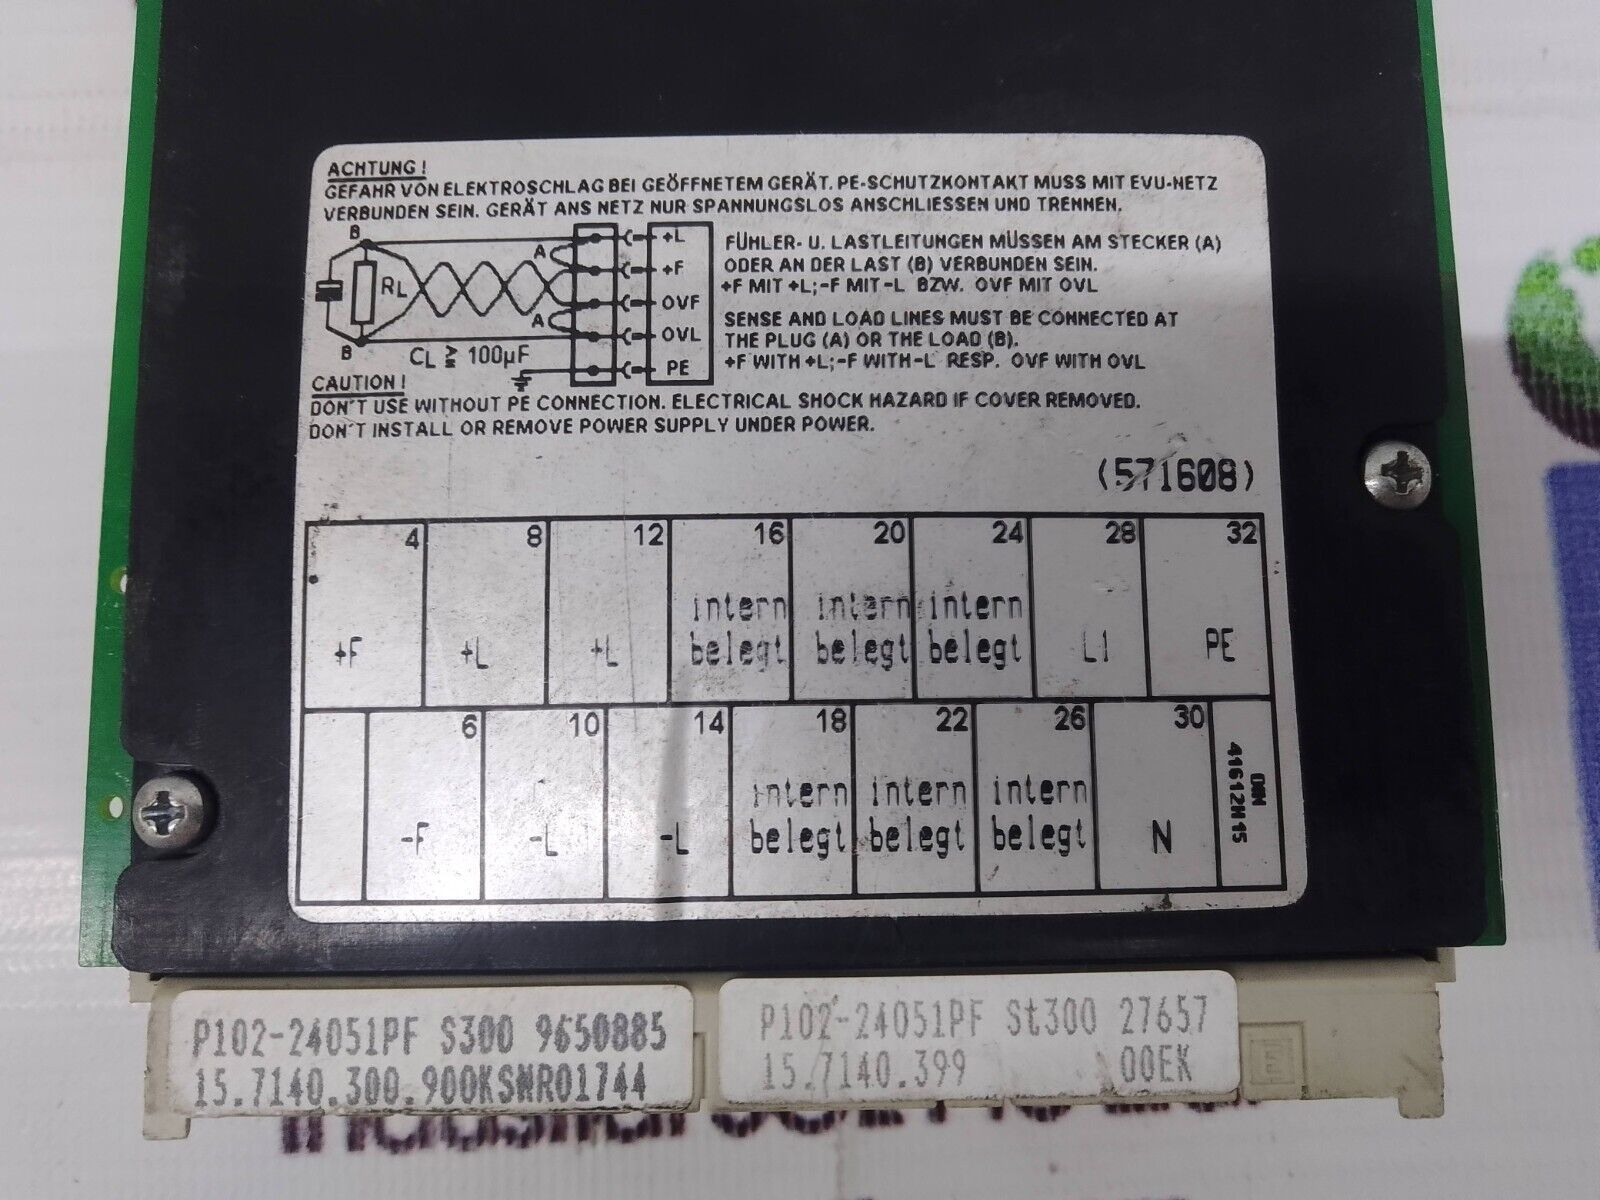 ACHTUNG!
GEFAHR VON ELEKTROSCHLAG BEI GEÖFFNETEM GERÄT. PE-SCHUTZKONTAKT MUSS MIT EVU-NETZ
VERBUNDEN SEIN. GERÄT ANS NETZ NUR SPANNUNGSLOS ANSCHLIESSEN UND TRENNEN.
B A +L
+F
RL
OVF
A OVL
B CL ≧ 100µF PE
FÜHLER- U. LASTLEITUNGEN MÜSSEN AM STECKER (A)
ODER AN DER LAST (B) VERBUNDEN SEIN.
+F MIT +L;-F MIT-L BZW. OVF MIT OVL
SENSE AND LOAD LINES MUST BE CONNECTED AT
THE PLUG (A) OR THE LOAD (B).
+F WITH +L;-F WITH-L RESP. OVF WITH OVL
CAUTION!
DON'T USE WITHOUT PE CONNECTION. ELECTRICAL SHOCK HAZARD IF COVER REMOVED.
DON'T INSTALL OR REMOVE POWER SUPPLY UNDER POWER.
(571608)
4 8 12 16 20 24 28 32
intern intern intern
+F +L +L belegt belegt belegt L1 PE
6 10 14 18 22 26 30
intern intern intern
-F -L -L belegt belegt belegt N
DIN
41612H15
P102-24051PF S300 9650885
15.7140.300.900KSWR01744
P102-24051PF St300 27657
15.7140.399 00EK